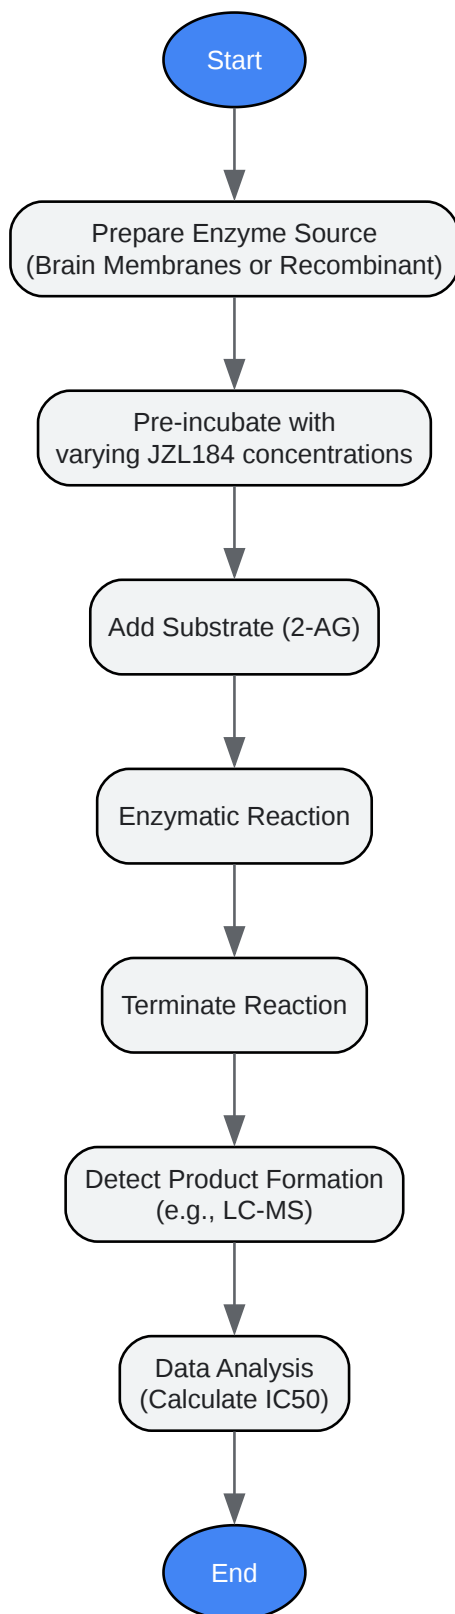 Start
Prepare Enzyme Source
(Brain Membranes or Recombinant)
Pre-incubate with
varying JZL184 concentrations
Add Substrate (2-AG)
Enzymatic Reaction
Terminate Reaction
Detect Product Formation
(e.g., LC-MS)
Data Analysis
(Calculate IC50)
End